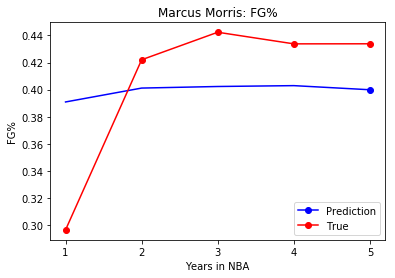 Marcus Morris: FG%
FG%
0.44
0.42
0.40
0.38
0.36
0.34
0.32
0.30
1 2 3 4 5
Years in NBA
Prediction
True